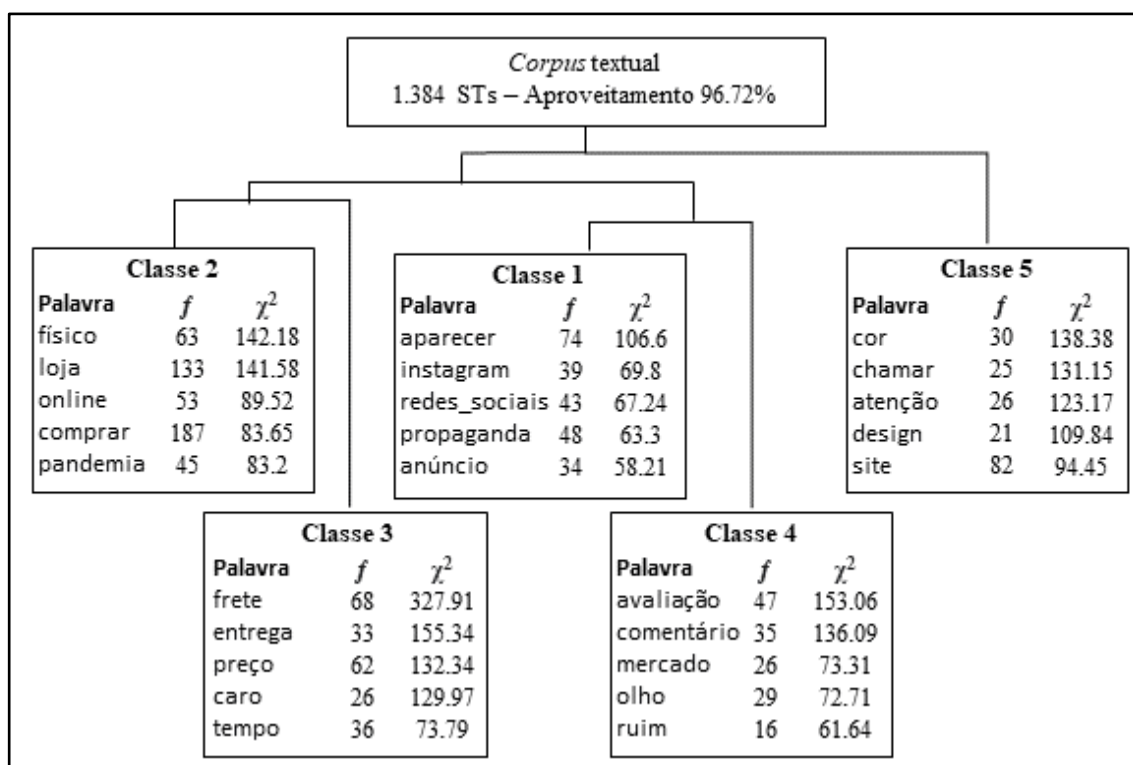 Corpus textual
1.384 STs – Aproveitamento 96.72%
Classe 2
Palavra f χ²
físico 63 142.18
loja 133 141.58
online 53 89.52
comprar 187 83.65
pandemia 45 83.2
Classe 1
Palavra f χ²
aparecer 74 106.6
instagram 39 69.8
redes_sociais 43 67.24
propaganda 48 63.3
anúncio 34 58.21
Classe 5
Palavra f χ²
cor 30 138.38
chamar 25 131.15
atenção 26 123.17
design 21 109.84
site 82 94.45
Classe 3
Palavra f χ²
frete 68 327.91
entrega 33 155.34
preço 62 132.34
caro 26 129.97
tempo 36 73.79
Classe 4
Palavra f χ²
avaliação 47 153.06
comentário 35 136.09
mercado 26 73.31
olho 29 72.71
ruim 16 61.64